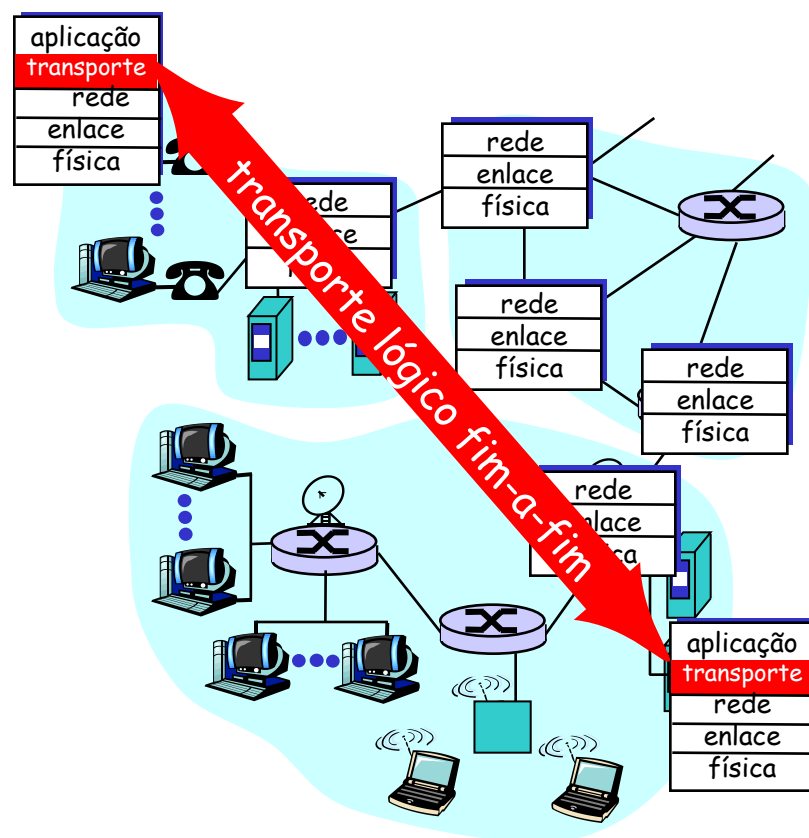 aplicação
transporte
rede
enlace
física
rede
enlace
física
transporte lógico fim-a-fim
rede
enlace
física
rede
enlace
física
rede
aplicação
transporte
rede
enlace
física